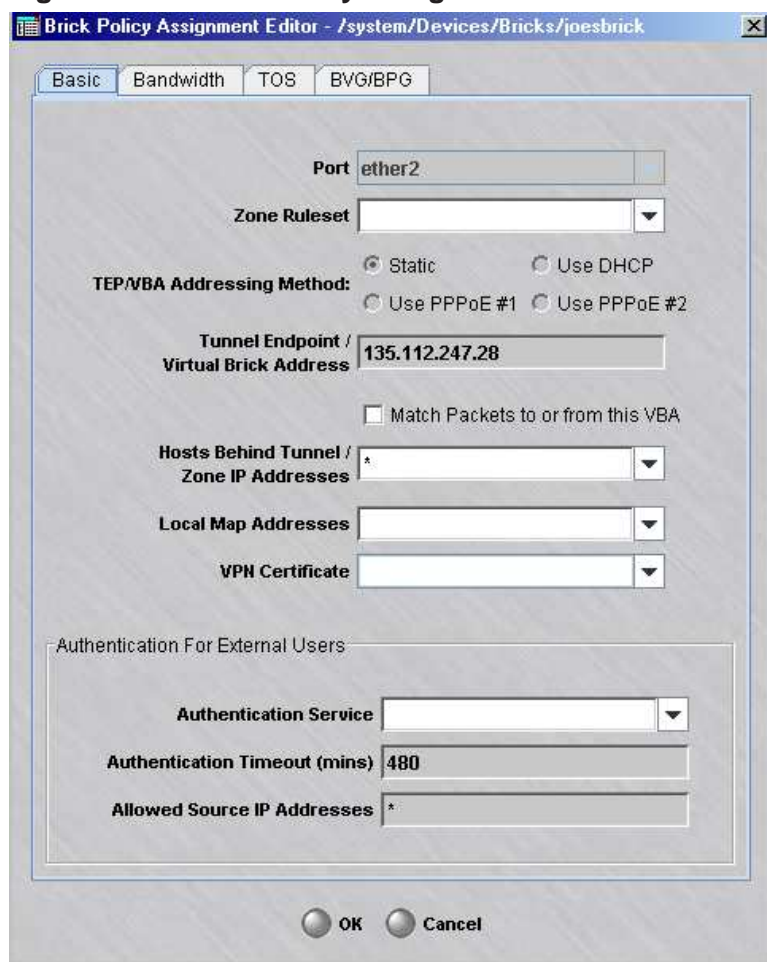 Brick Policy Assignment Editor - /system/Devices/Bricks/joesbrick
Basic Bandwidth TOS BVG/BPG
Port ether2
Zone Ruleset
TEP/VBA Addressing Method:
Static Use DHCP
Use PPPoE #1 Use PPPoE #2
Tunnel Endpoint /
Virtual Brick Address
135.112.247.28
Match Packets to or from this VBA
Hosts Behind Tunnel /
Zone IP Addresses
*
Local Map Addresses
VPN Certificate
Authentication For External Users
Authentication Service
Authentication Timeout (mins) 480
Allowed Source IP Addresses *
OK Cancel